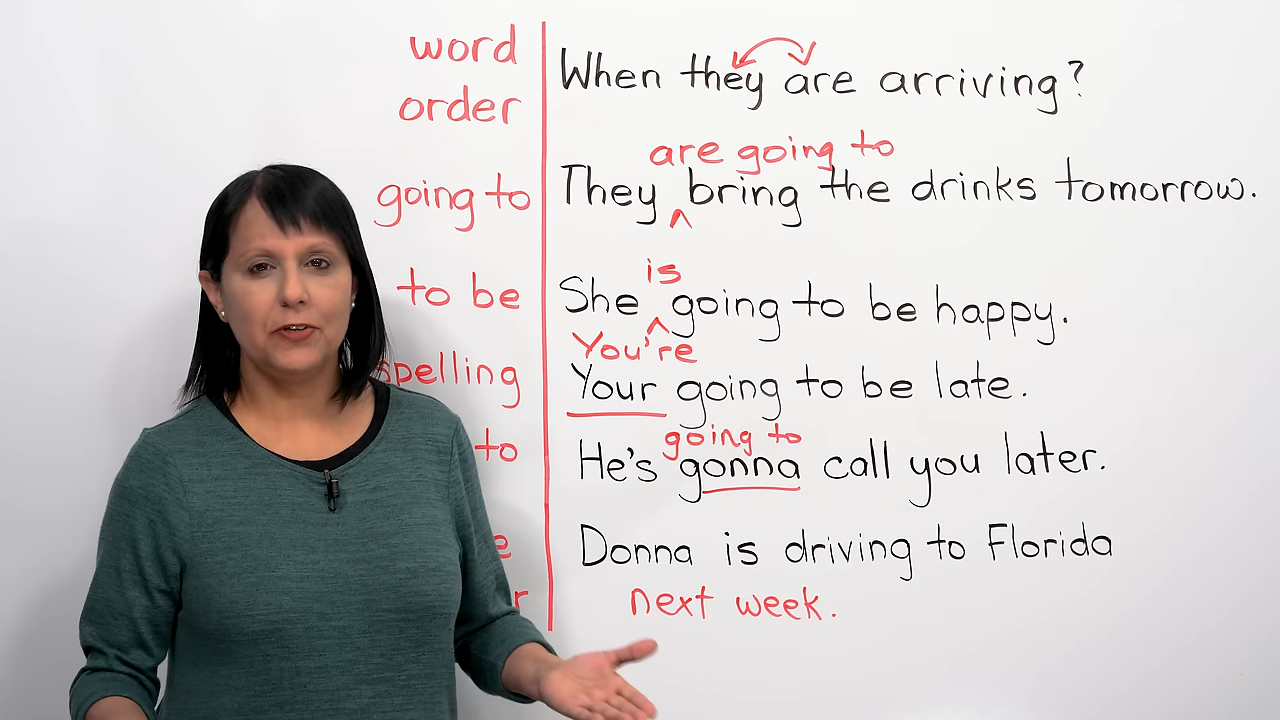 word
order
When they are arriving?
are going to
going to
They ^ bring the drinks tomorrow.
is
to be
She ^ going to be happy.
You're
spelling
Your going to be late.
going to
to
He's gonna call you later.
Donna is driving to Florida
next week.